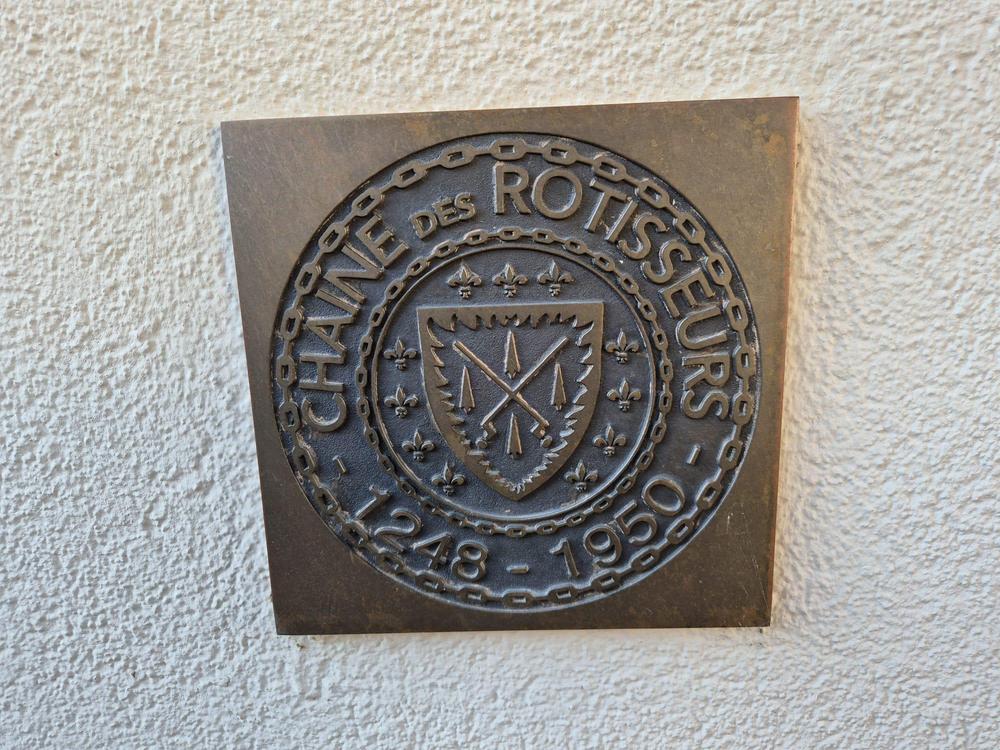 CHAINE DES ROTISSEURS
- 1248 - 1950 -